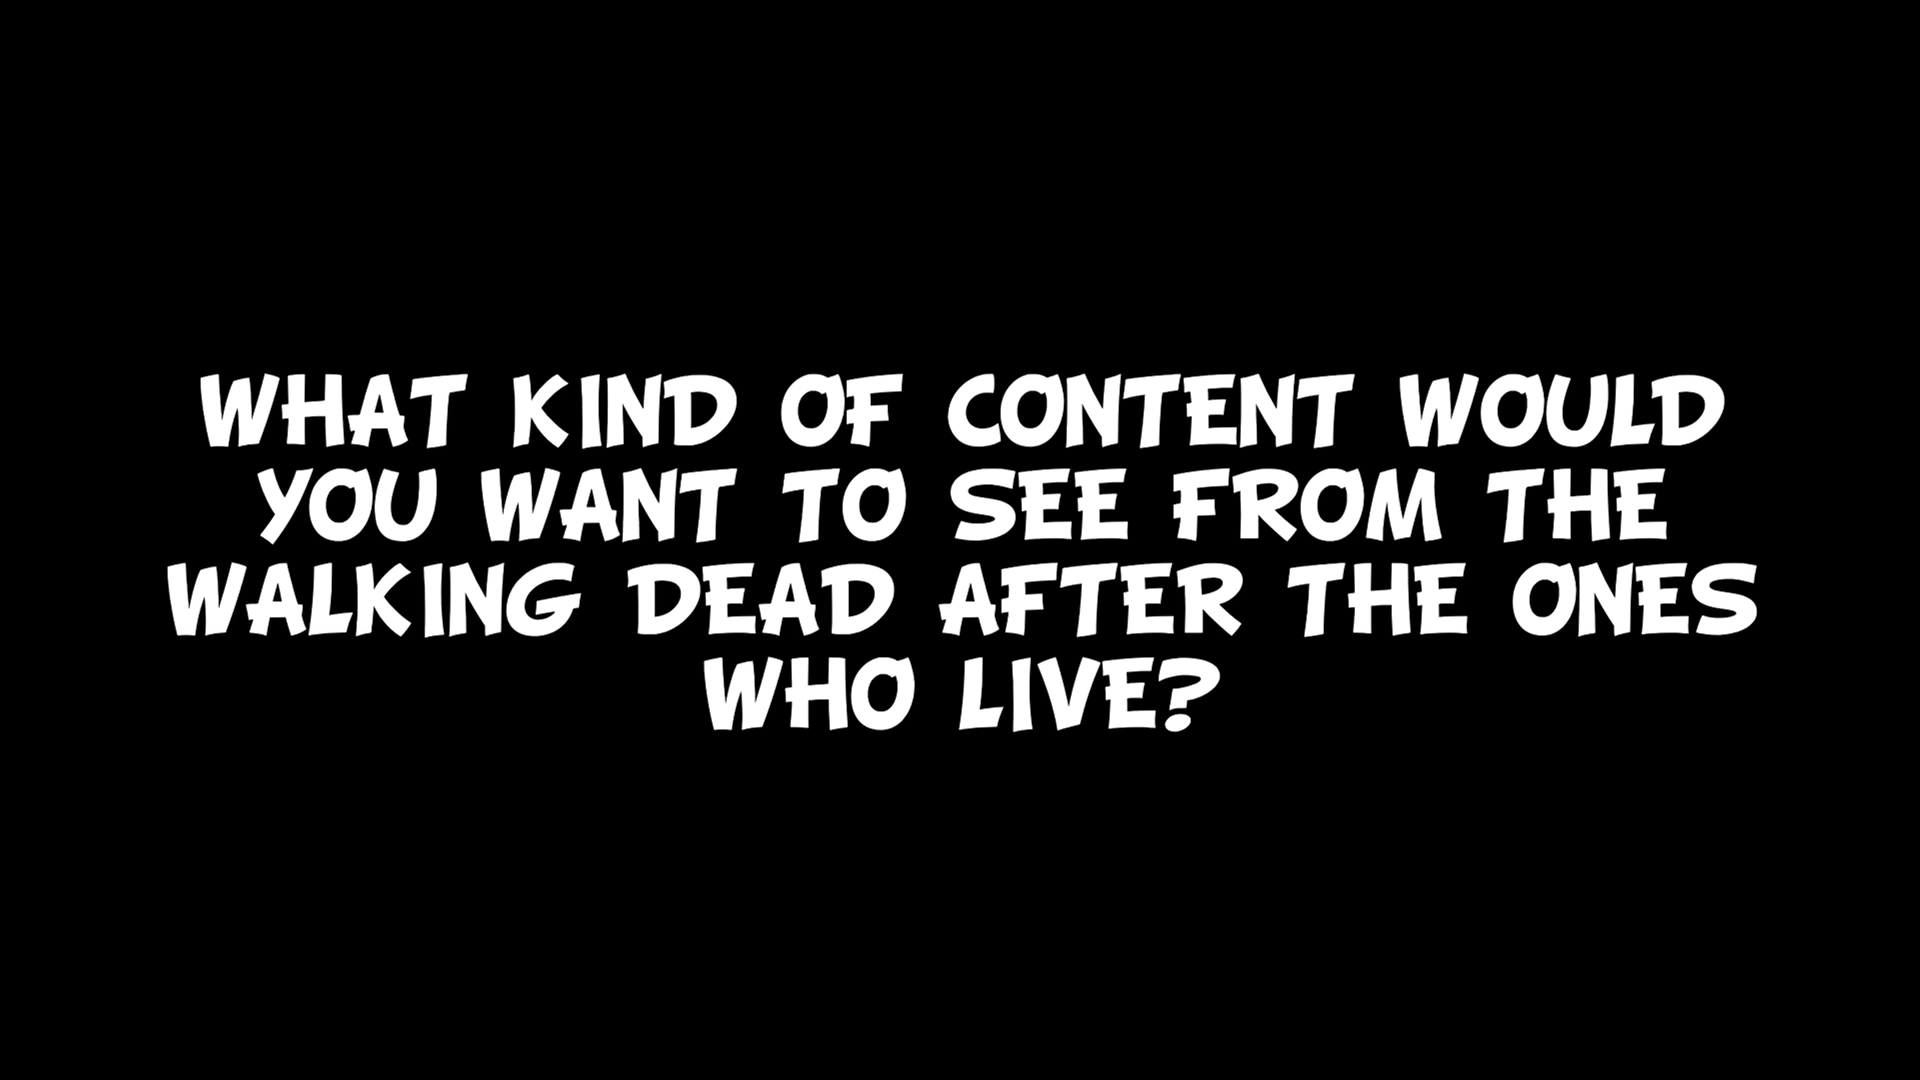 WHAT KIND OF CONTENT WOULD
YOU WANT TO SEE FROM THE
WALKING DEAD AFTER THE ONES
WHO LIVE?